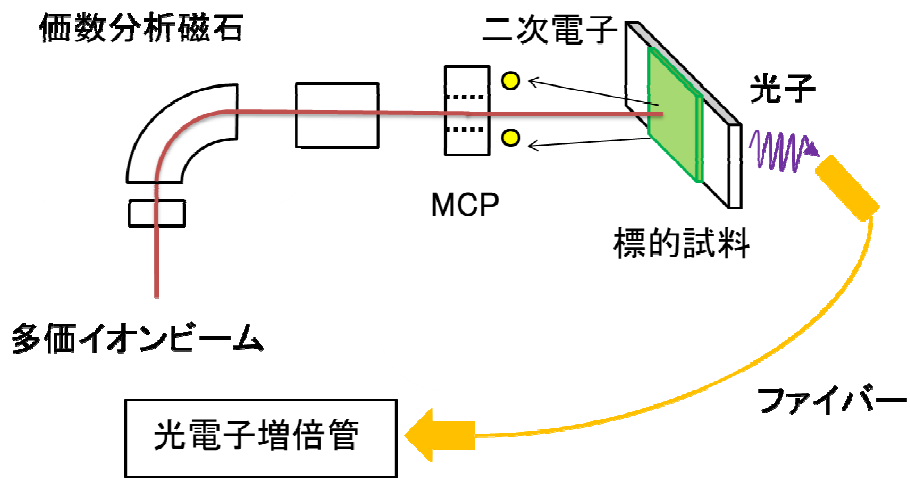 価数分析磁石
二次電子
光子
MCP
標的試料
多価イオンビーム
ファイバー
光電子増倍管